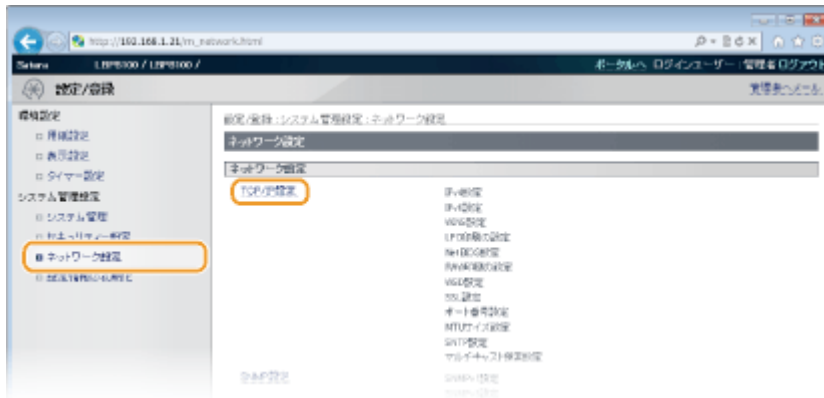 http://192.168.1.21/m_network.html
Satera LBP8100 / LBP8100 /
ポータルへ ログインユーザー : 管理者 ログアウト
設定/登録
管理者へメール
環境設定
用紙設定
表示設定
タイマー設定
システム管理設定
システム管理
セキュリティー設定
ネットワーク設定
設定/登録 : システム管理設定 : ネットワーク設定
ネットワーク設定
ネットワーク設定
TCP/IP設定
IPv4設定
IPv6設定
WINS設定
LPD印刷の設定
NetBIOS設定
RAW印刷の設定
WSD設定
SSL設定
ポート番号設定
MTUサイズ設定
SNTP設定
マルチキャスト探索設定
SNMP設定
SNMPv1設定